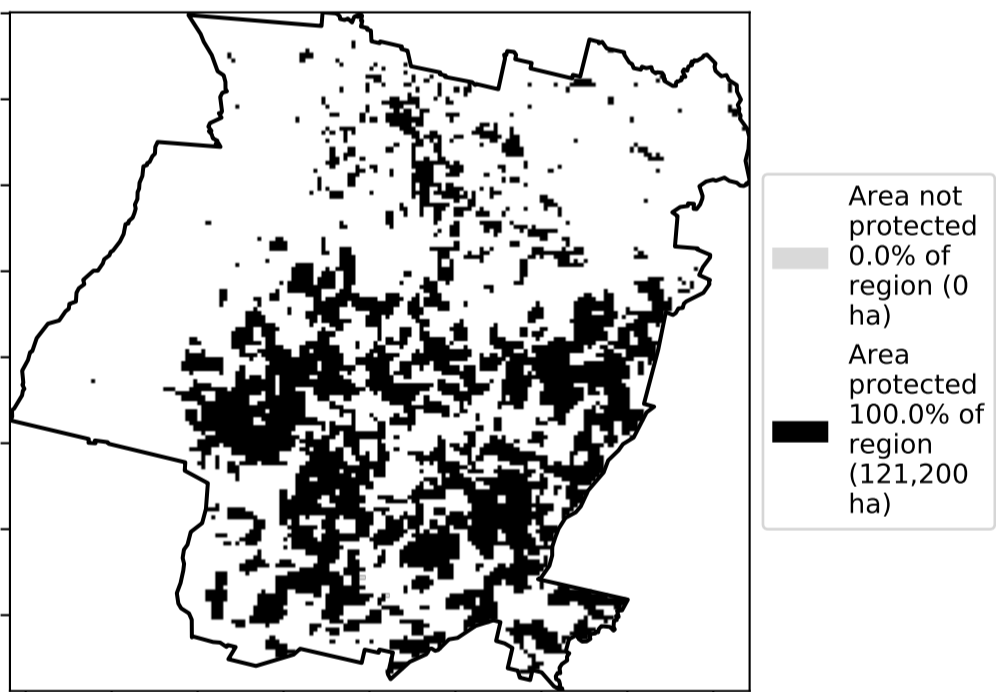 Area not
protected
0.0% of
region (0
ha)
Area
protected
100.0% of
region
(121,200
ha)